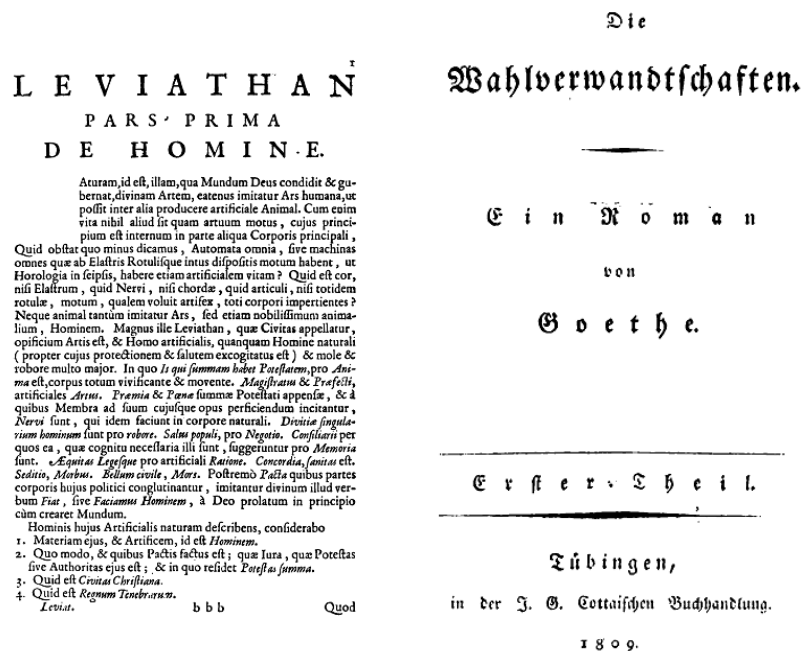 1
LEVIATHAN
PARS PRIMA
DE HOMINE.
Aturam, id eſt, illam, qua Mundum Deus condidit & gu-
bernat, divinam Artem, eatenus imitatur Ars humana, ut
poſſit inter alia producere artificiale Animal. Cum enim
vita nihil aliud ſit quam artuum motus, cujus princi-
pium eſt internum in parte aliqua Corporis principali,
Quid obſtat quo minus dicamus, Automata omnia, ſive machinas
omnes quæ ab Elaſtris Rotuliſque intus diſpoſitis motum habent, ut
Horologia in ſeipſis, habere etiam artificialem vitam? Quid eſt cor,
niſi Elaſtrum, quid Nervi, niſi chordæ, quid articuli, niſi totidem
rotulæ, motum, qualem voluit artifex, toti corpori impertientes?
Neque animal tantùm imitatur Ars, ſed etiam nobiliſſimum anima-
lium, Hominem. Magnus ille Leviathan, quæ Civitas appellatur,
opificium Artis eſt, & Homo artificialis, quanquam Homine naturali
(propter cujus protectionem & ſalutem excogitatus eſt) & mole &
robore multo major. In quo Is qui ſummam habet Poteſtatem, pro Ani-
ma eſt, corpus totum vivificante & movente. Magiſtratus & Præfecti,
artificiales Artus. Præmia & Pœnæ ſummæ Poteſtati appenſæ, & à
quibus Membra ad ſuum cujuſque opus perficiendum incitantur,
Nervi ſunt, qui idem faciunt in corpore naturali. Divitiæ ſingula-
rium hominum ſunt pro robore. Salus populi, pro Negotio. Conſiliarii per
quos ea, quæ cognitu neceſſaria illi ſunt, ſuggeruntur pro Memoria
ſunt. Æquitas Legeſque pro artificiali Ratione. Concordia, ſanitas eſt.
Seditio, Morbus. Bellum civile, Mors. Poſtremò Pacta quibus partes
corporis hujus politici conglutinantur, imitantur divinum illud ver-
bum Fiat, ſive Faciamus Hominem, à Deo prolatum in principio
cùm crearet Mundum.
Hominis hujus Artificialis naturam deſcribens, conſiderabo
1. Materiam ejus, & Artificem, id eſt Hominem.
2. Quo modo, & quibus Pactis factus eſt; quæ Iura, quæ Poteſtas
ſive Authoritas ejus eſt; & in quo reſidet Poteſtas ſumma.
3. Quid eſt Civitas Chriſtiana.
4. Quid eſt Regnum Tenebrarum.
Leviat. bbb Quod
Die
Wahlverwandtſchaften.
Ein Roman
von
Goethe.
Erſter Theil.
Tübingen,
in der J. G. Cottaiſchen Buchhandlung.
1809.